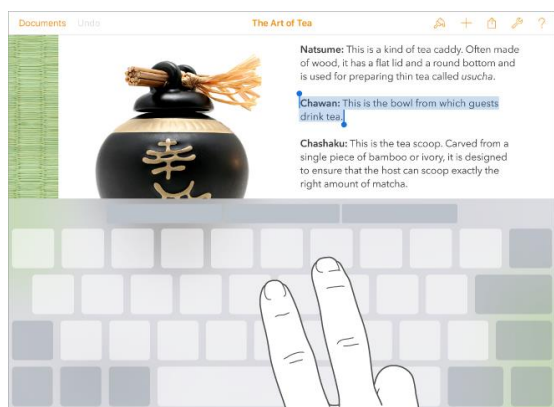 Documents Undo The Art of Tea ?
Natsume: This is a kind of tea caddy. Often made
of wood, it has a flat lid and a round bottom and
is used for preparing thin tea called usucha.
Chawan: This is the bowl from which guests
drink tea.
Chashaku: This is the tea scoop. Carved from a
single piece of bamboo or ivory, it is designed
to ensure that the host can scoop exactly the
right amount of matcha.
幸